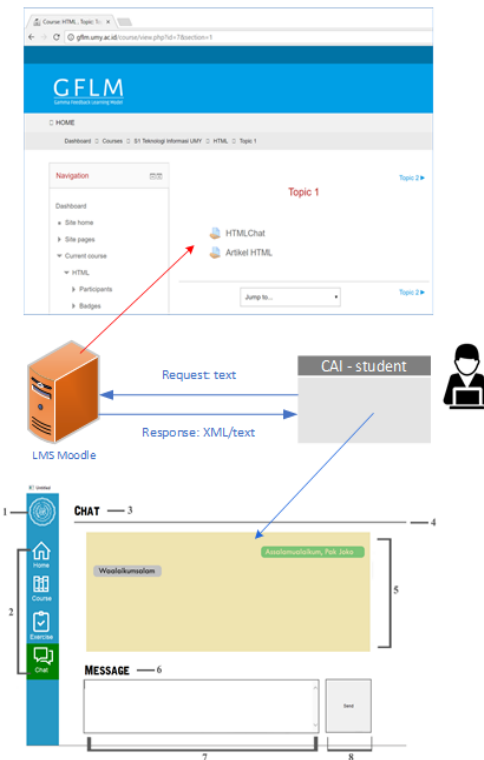 Course: HTML, Topic: To
gflm.umy.ac.id/course/view.php?id=7&section=1
GFLM
Gamma Feedback Learning Model
HOME
Dashboard Courses S1 Teknologi Informasi UMY HTML Topic 1
Navigation
Dashboard
Site home
Site pages
Current course
HTML
Participants
Badges
Topic 2
Topic 1
HTMLChat
Artikel HTML
Jump to...
Topic 2
LMS Moodle
Request: text
Response: XML/text
CAI - student
Untitled
1
2
Home
Course
Exercise
Chat
CHAT 3
4
Assalamualaikum, Pak Joko
Waalaikumsalam
5
MESSAGE 6
Send
7
8